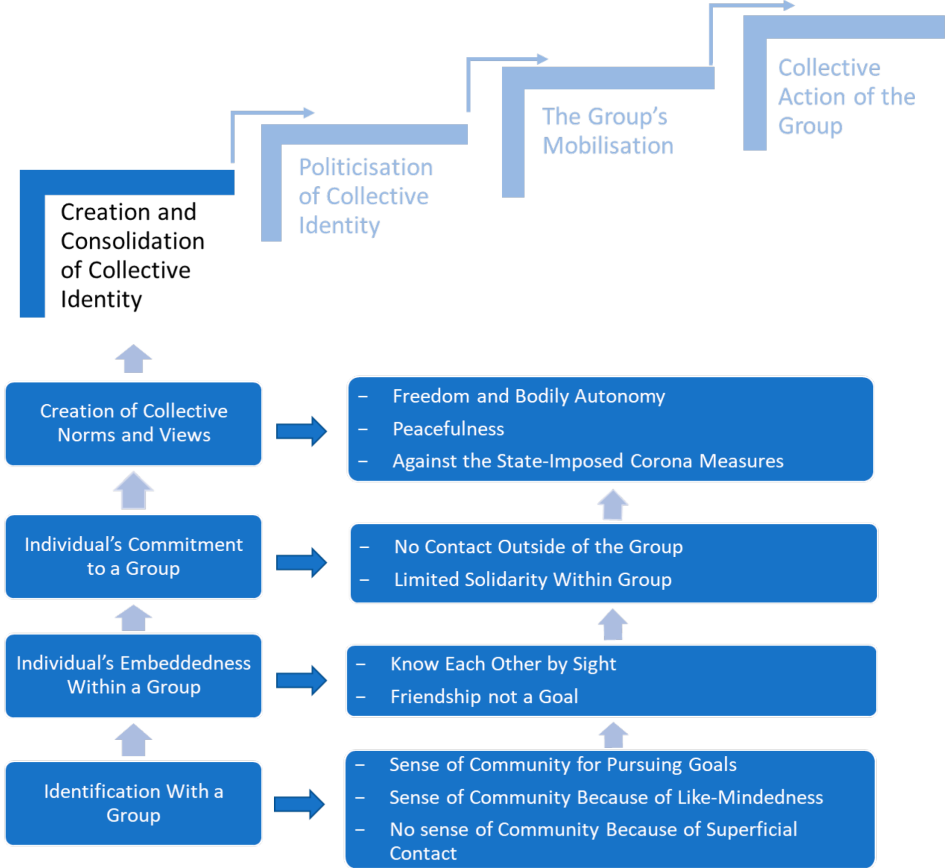 Collective
Action of the
Group
The Group's
Mobilisation
Politicisation
of Collective
Identity
Creation and
Consolidation
of Collective
Identity
Creation of Collective
Norms and Views
– Freedom and Bodily Autonomy
– Peacefulness
– Against the State-Imposed Corona Measures
Individual's Commitment
to a Group
– No Contact Outside of the Group
– Limited Solidarity Within Group
Individual's Embeddedness
Within a Group
– Know Each Other by Sight
– Friendship not a Goal
Identification With a
Group
– Sense of Community for Pursuing Goals
– Sense of Community Because of Like-Mindedness
– No sense of Community Because of Superficial
Contact